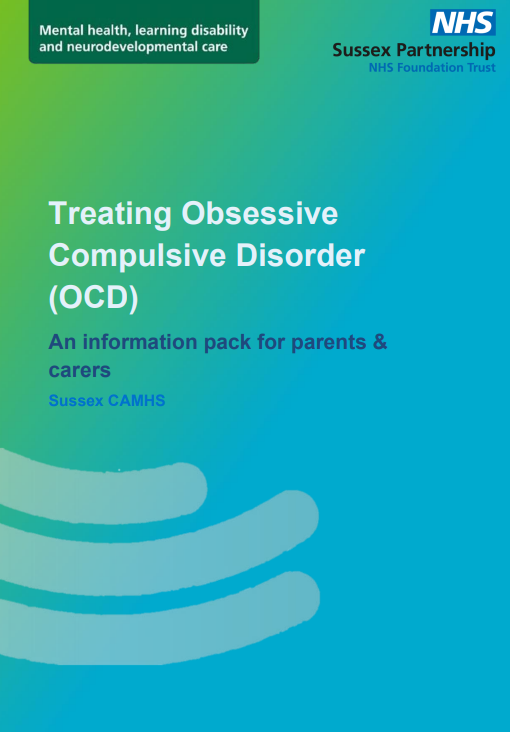 Mental health, learning disability
and neurodevelopmental care
NHS
Sussex Partnership
NHS Foundation Trust
Treating Obsessive
Compulsive Disorder
(OCD)
An information pack for parents &
carers
Sussex CAMHS